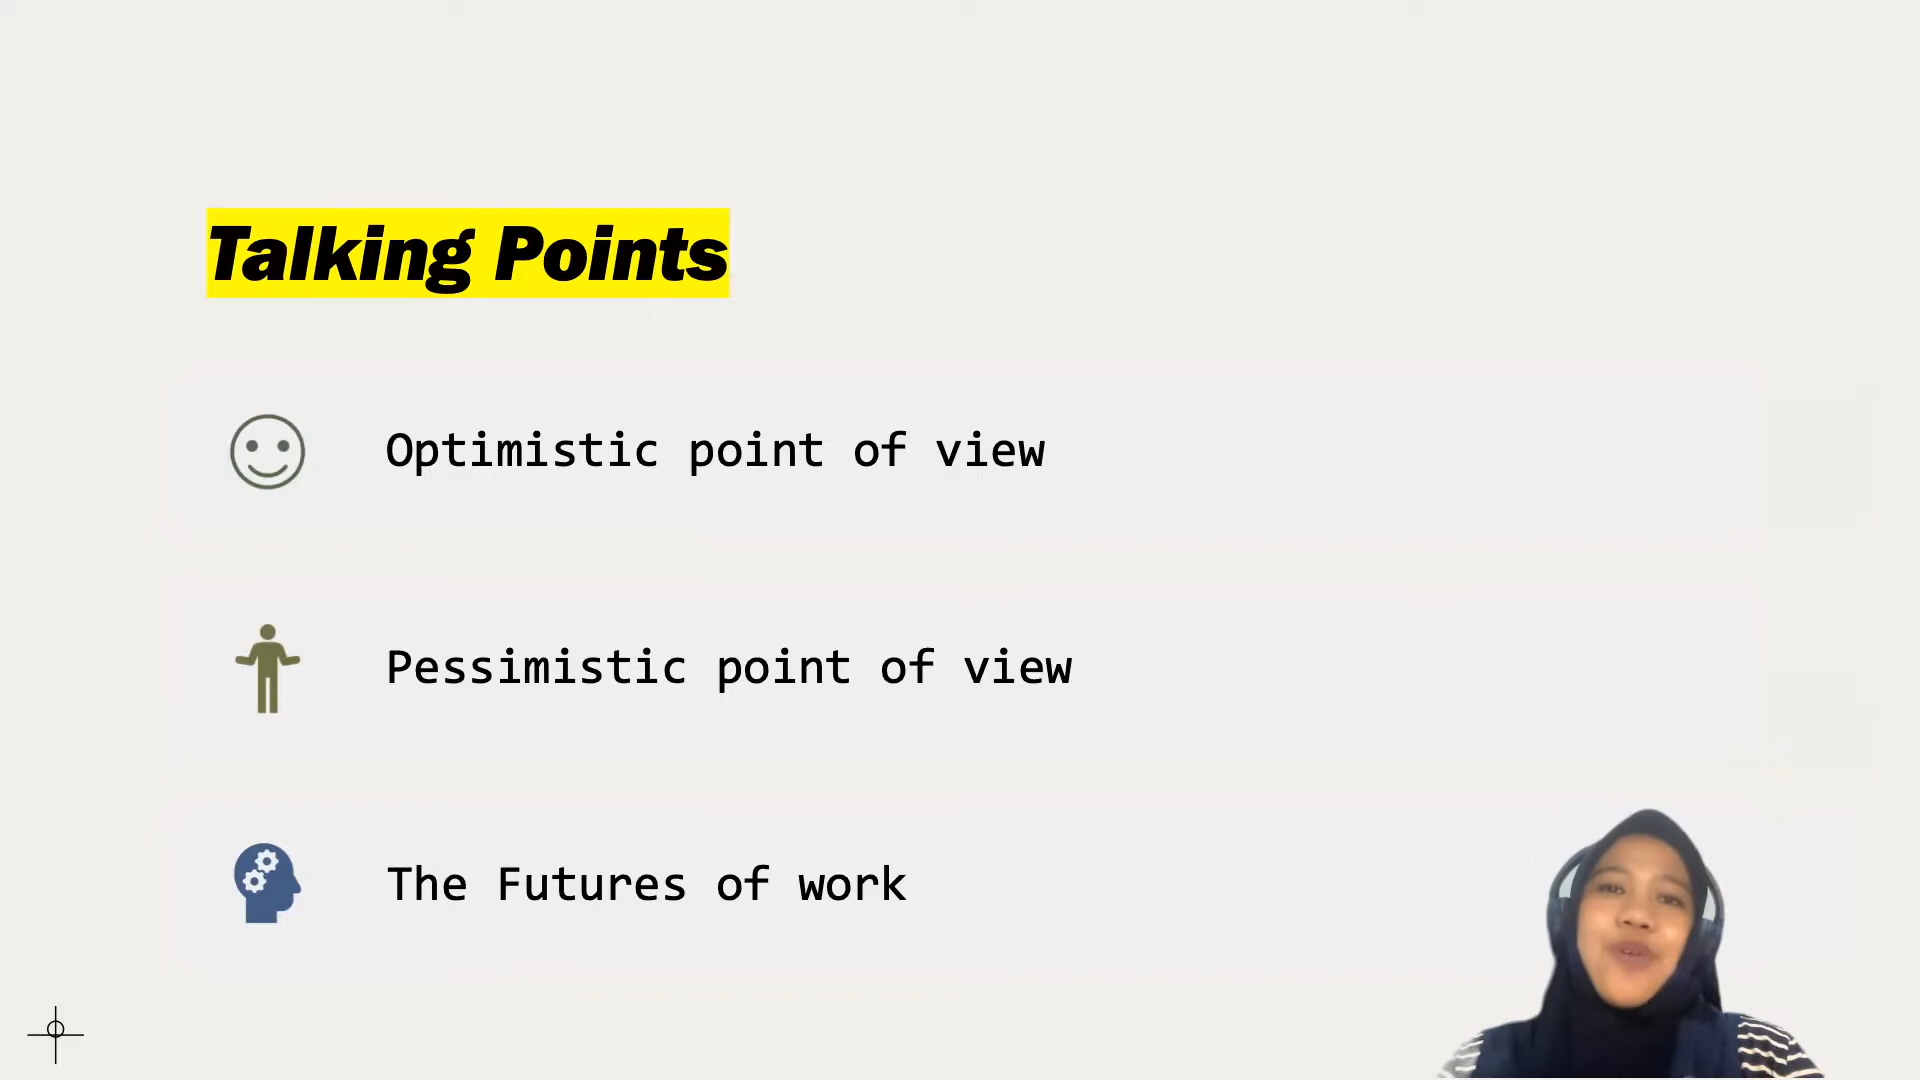 Talking Points
Optimistic point of view
Pessimistic point of view
The Futures of work